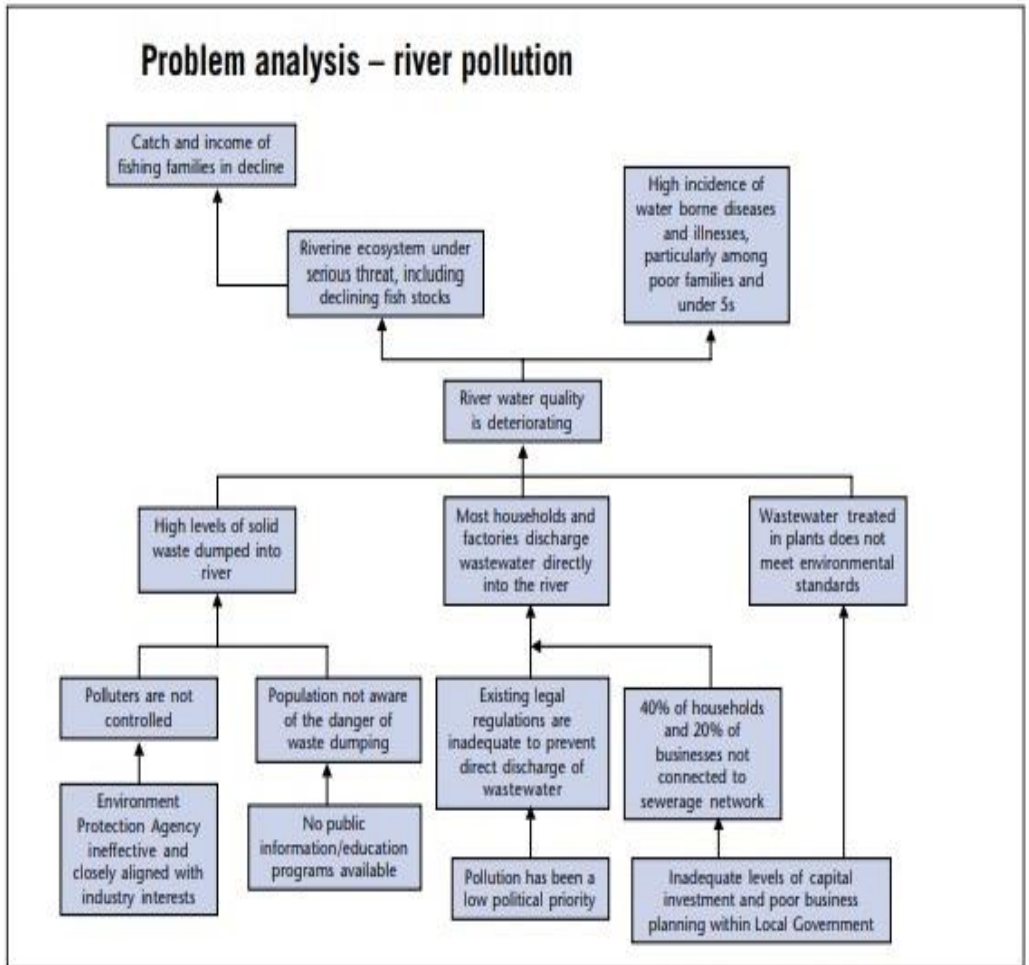 Problem analysis – river pollution
Catch and income of
fishing families in decline
High incidence of
water borne diseases
and illnesses,
particularly among
poor families and
under 5s
Riverine ecosystem under
serious threat, including
declining fish stocks
River water quality
is deteriorating
High levels of solid
waste dumped into
river
Most households and
factories discharge
wastewater directly
into the river
Wastewater treated
in plants does not
meet environmental
standards
Polluters are not
controlled
Population not aware
of the danger of
waste dumping
Existing legal
regulations are
inadequate to prevent
direct discharge of
wastewater
40% of households
and 20% of
businesses not
connected to
sewerage network
Environment
Protection Agency
ineffective and
closely aligned with
industry interests
No public
information/education
programs available
Pollution has been a
low political priority
Inadequate levels of capital
investment and poor business
planning within Local Government